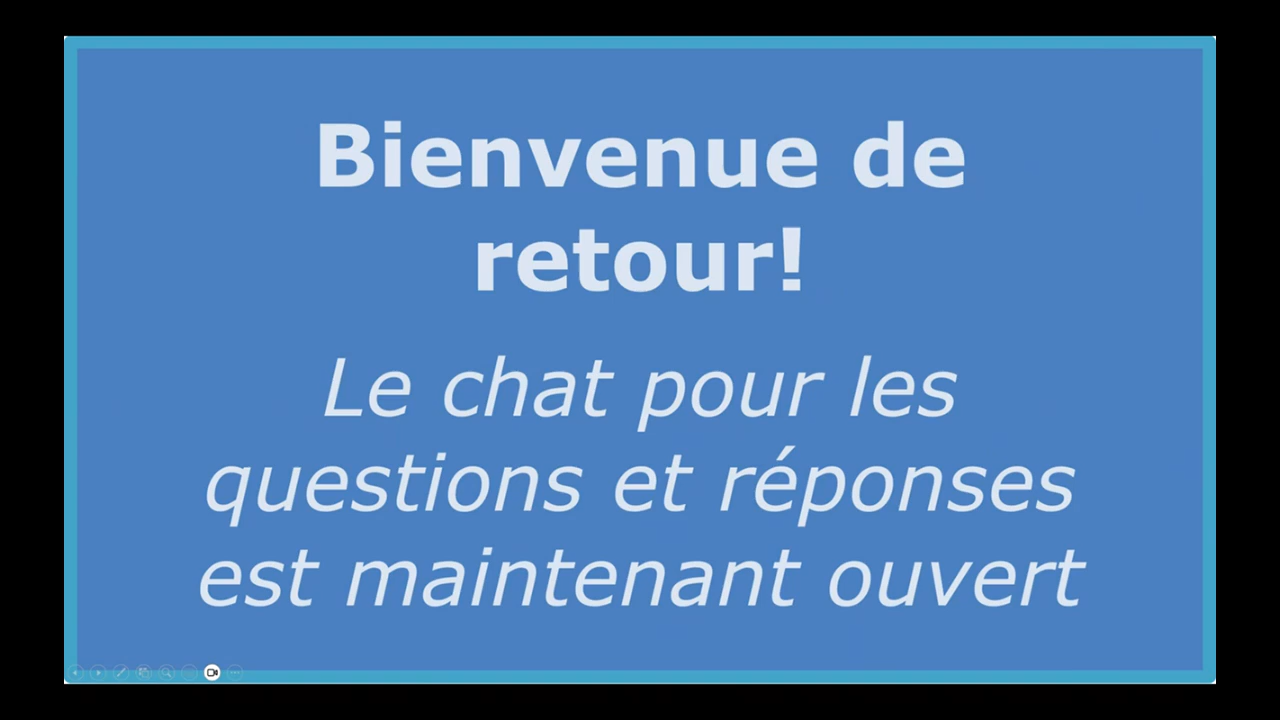 Bienvenue de
retour!
Le chat pour les
questions et réponses
est maintenant ouvert